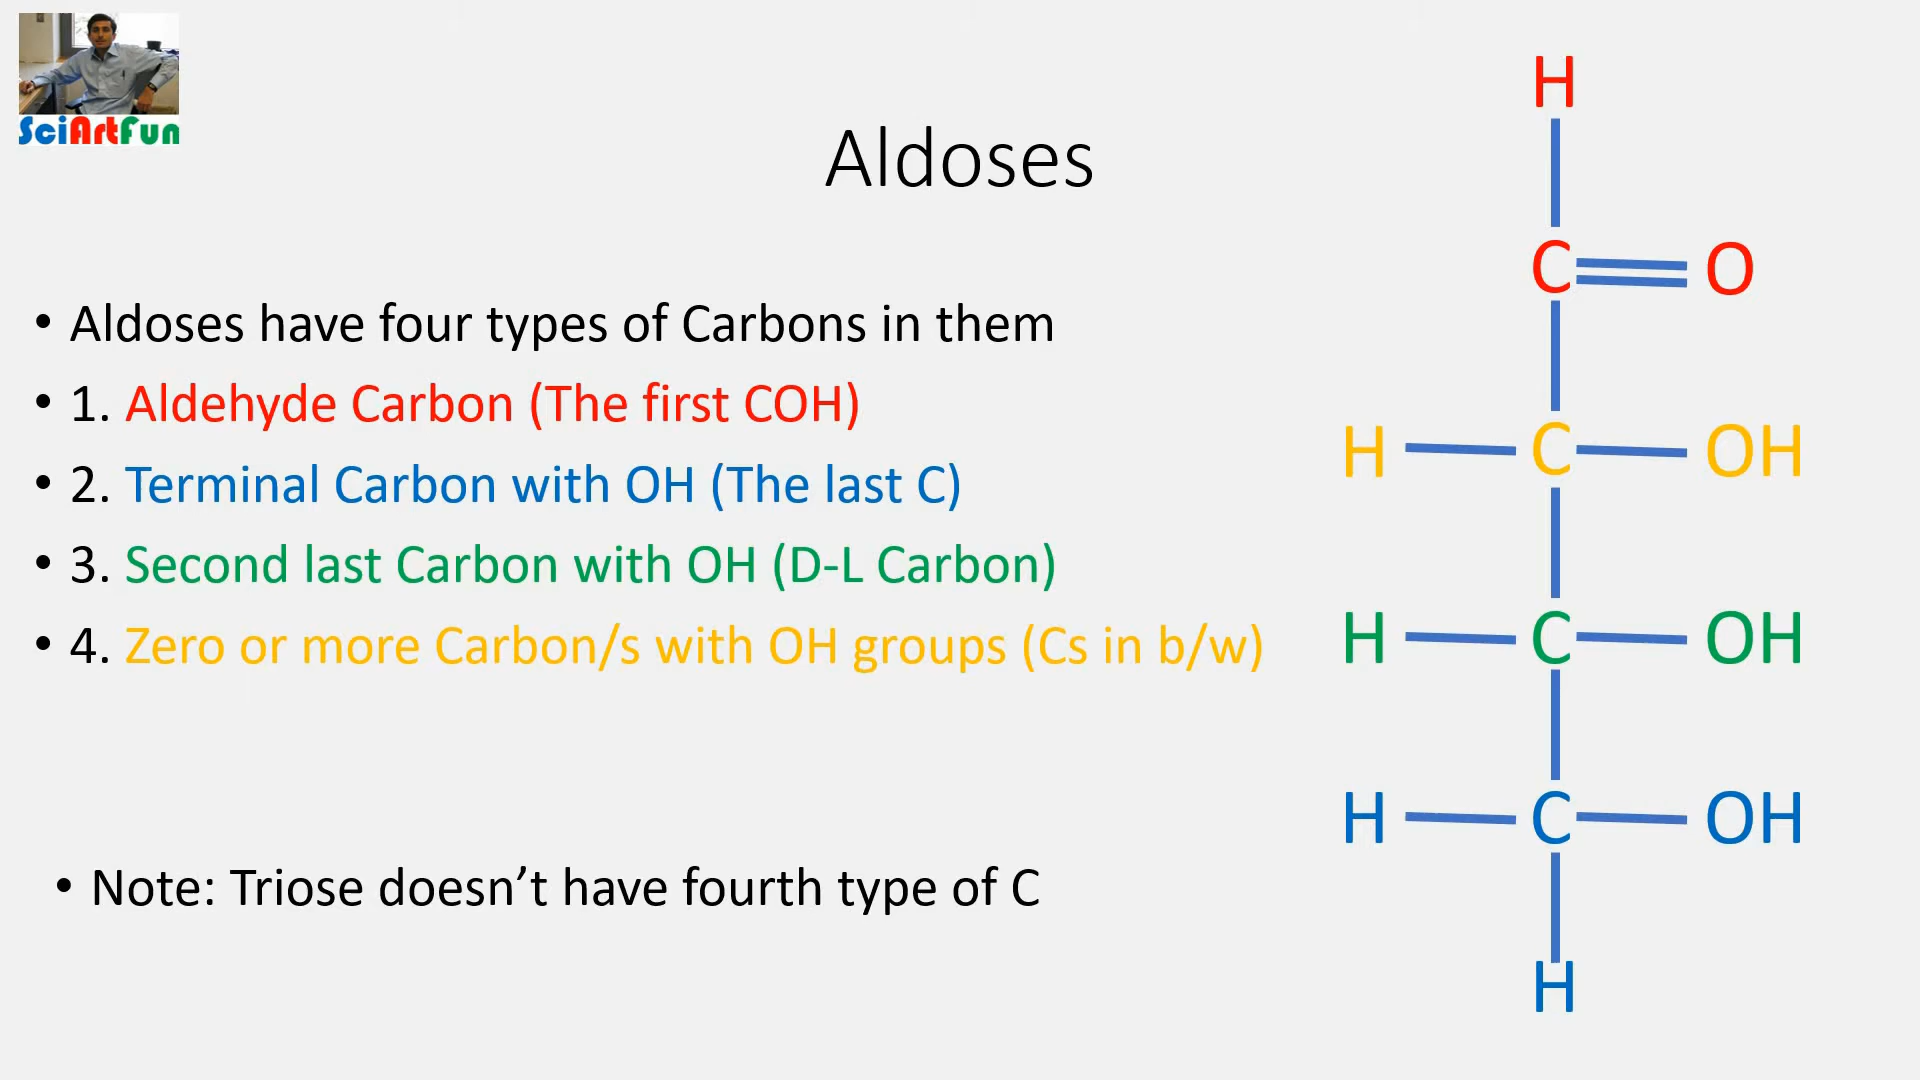 SciArtFun
Aldoses
• Aldoses have four types of Carbons in them
• 1. Aldehyde Carbon (The first COH)
• 2. Terminal Carbon with OH (The last C)
• 3. Second last Carbon with OH (D-L Carbon)
• 4. Zero or more Carbon/s with OH groups (Cs in b/w)
• Note: Triose doesn’t have fourth type of C
H
C O
H C OH
H C OH
H C OH
H